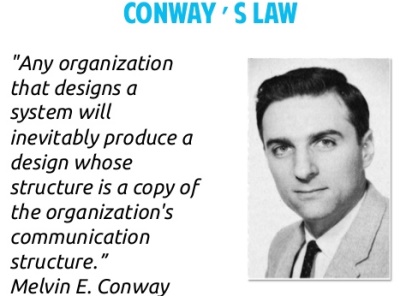 CONWAY ’ S LAW
"Any organization
that designs a
system will
inevitably produce a
design whose
structure is a copy of
the organization's
communication
structure.”
Melvin E. Conway